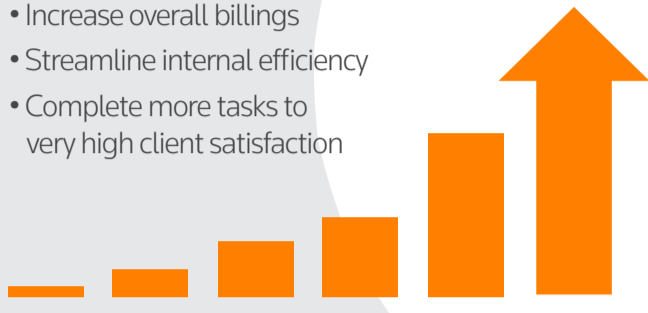 • Increase overall billings
• Streamline internal efficiency
• Complete more tasks to
very high client satisfaction